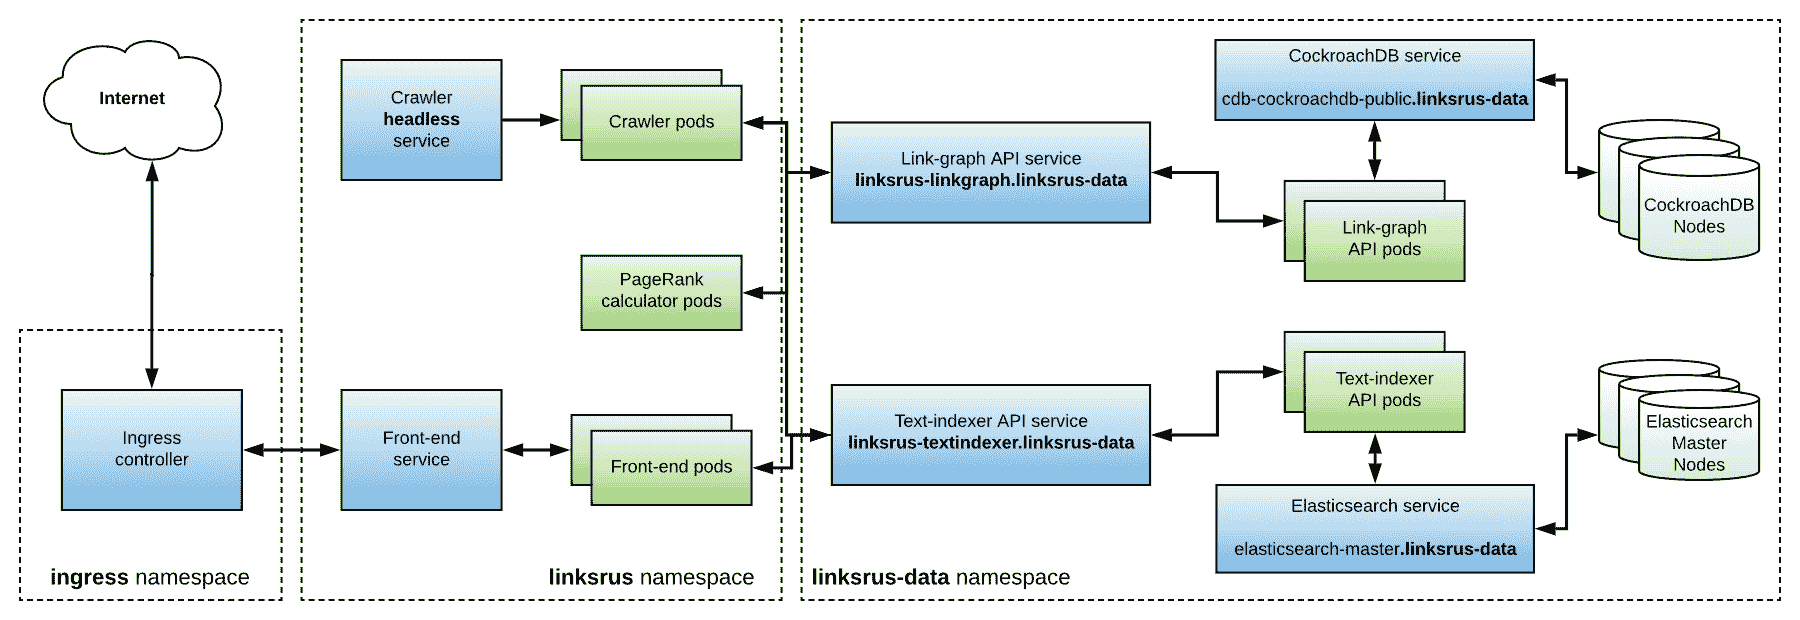 Internet
Ingress
controller
ingress namespace
Crawler
headless
service
Crawler pods
PageRank
calculator pods
Front-end
service
Front-end pods
linksrus namespace
Link-graph API service
linksrus-linkgraph.linksrus-data
Text-indexer API service
linksrus-textindexer.linksrus-data
CockroachDB service
cdb-cockroachdb-public.linksrus-data
Link-graph
API pods
CockroachDB
Nodes
Text-indexer
API pods
Elasticsearch
Master
Nodes
Elasticsearch service
elasticsearch-master.linksrus-data
linksrus-data namespace